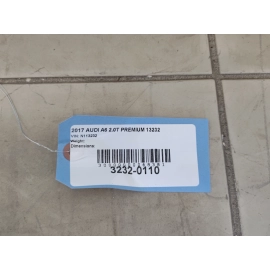 2017 AUDI A6 2.0T PREMIUM 13232
VIN: N113232
Weight:
Dimensions:
3232-0110